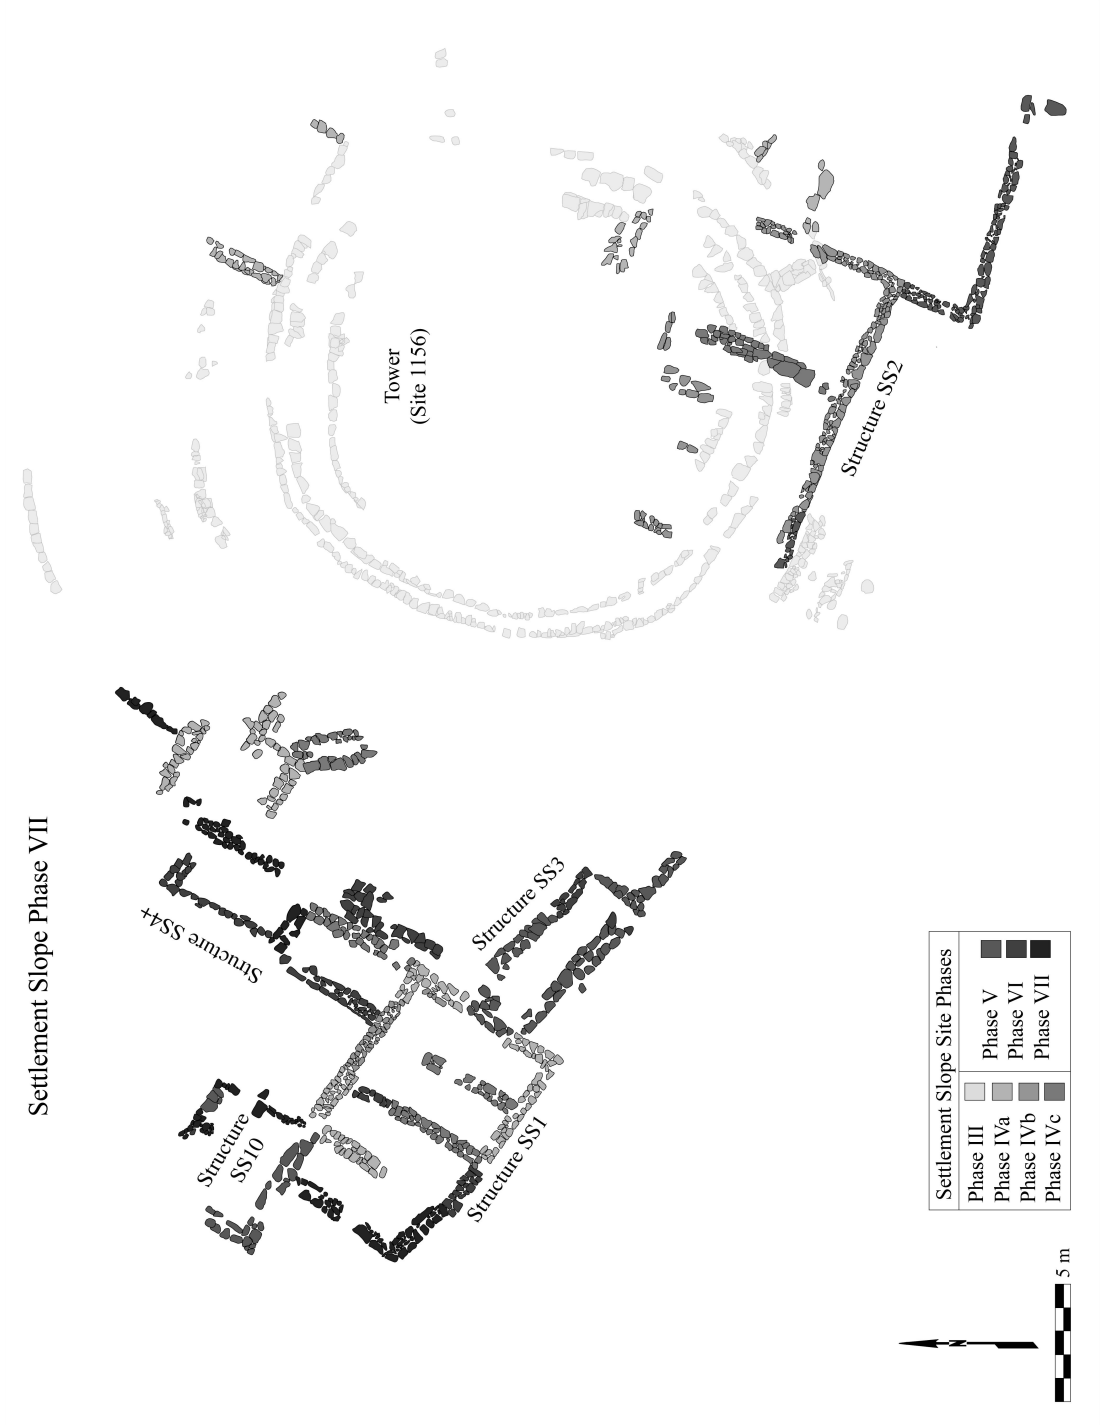 Settlement Slope Phase VII
Tower
(Site 1156)
Structure SS2
Structure SS4+
Structure SS3
Structure
SS10
Structure SS1
Settlement Slope Site Phases
Phase III
Phase IVa
Phase IVb
Phase IVc
Phase V
Phase VI
Phase VII
N
5 m